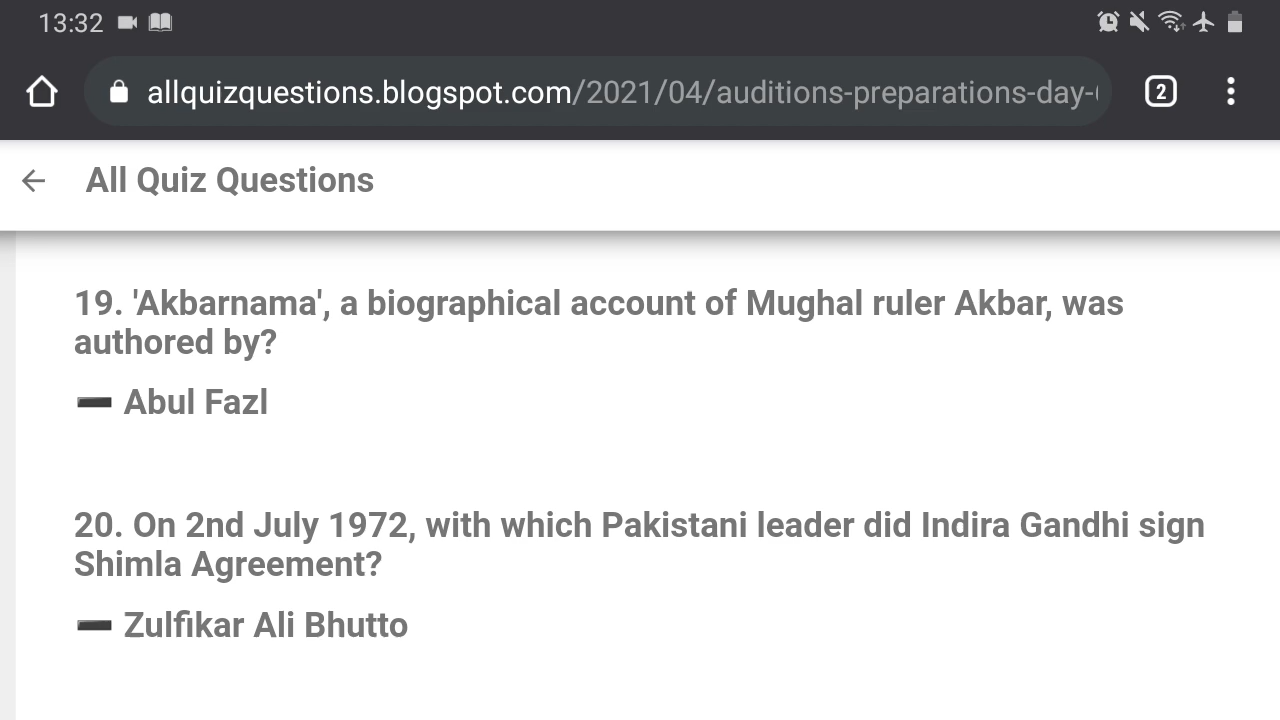 13:32
allquizquestions.blogspot.com/2021/04/auditions-preparations-day-
2
All Quiz Questions
19. 'Akbarnama', a biographical account of Mughal ruler Akbar, was
authored by?
➖ Abul Fazl
20. On 2nd July 1972, with which Pakistani leader did Indira Gandhi sign
Shimla Agreement?
➖ Zulfikar Ali Bhutto